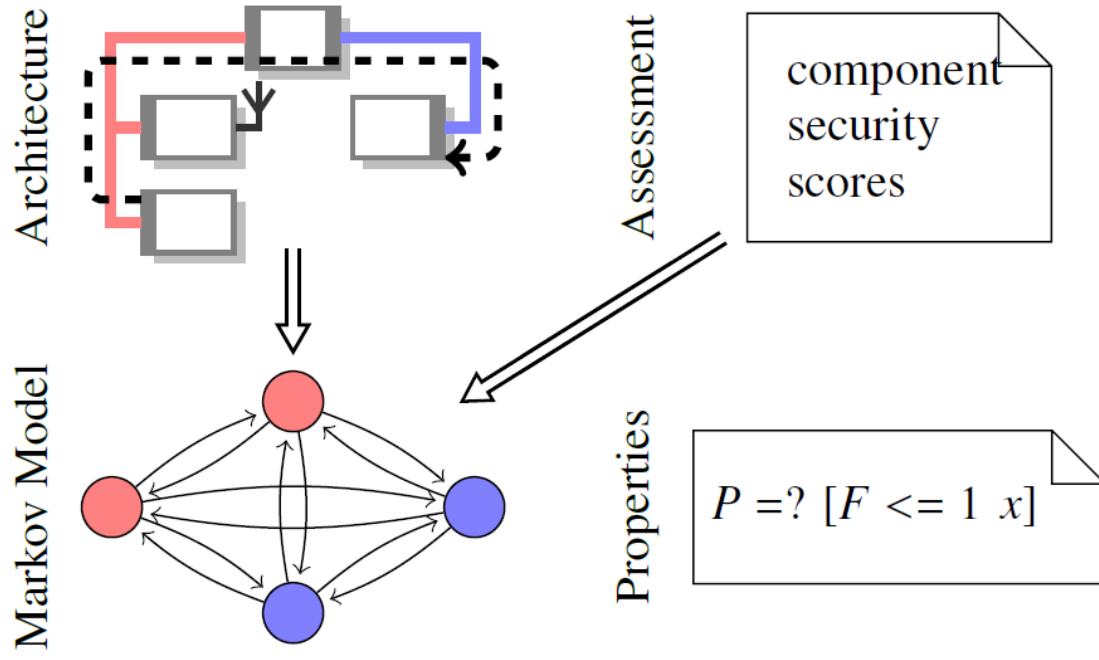 Architecture
Assessment
component
security
scores
Markov Model
Properties
P =? [F <= 1 x]